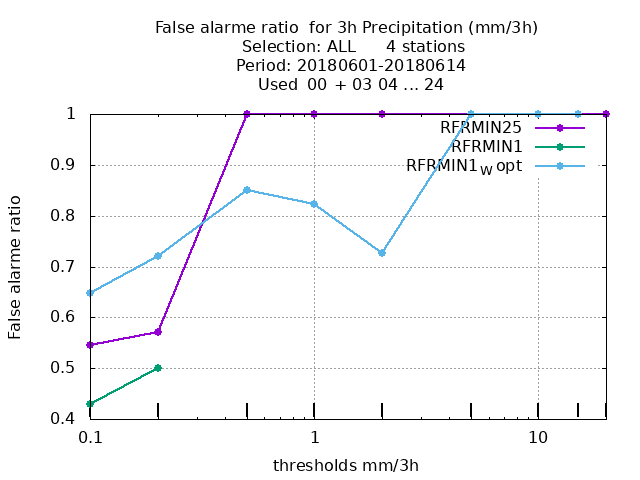 False alarme ratio for 3h Precipitation (mm/3h)
Selection: ALL 4 stations
Period: 20180601-20180614
Used 00 + 03 04 ... 24
RFRMIN25
RFRMIN1
RFRMIN1W opt
1
0.9
0.8
0.7
0.6
0.5
0.4
False alarme ratio
0.1 1 10
thresholds mm/3h